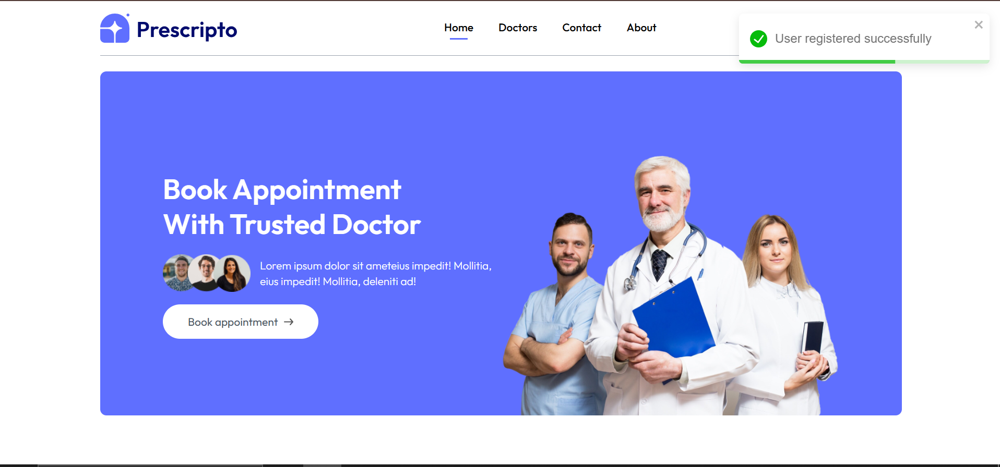 Prescripto
Home
Doctors
Contact
About
User registered successfully
Book Appointment
With Trusted Doctor
Lorem ipsum dolor sit ameteius impedit! Mollitia,
eius impedit! Mollitia, deleniti ad!
Book appointment